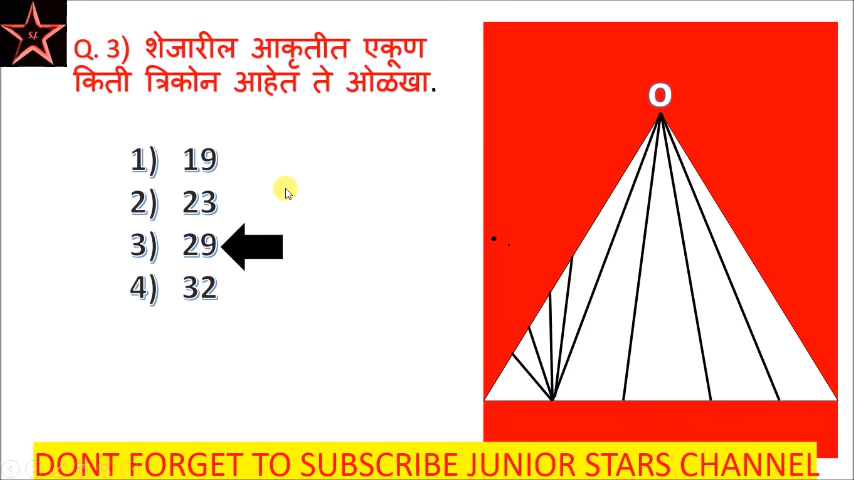 S.J.
Q. 3) शेजारील आकृतीत एकूण
किती त्रिकोन आहेत ते ओळखा.
1) 19
2) 23
3) 29
4) 32
O
DONT FORGET TO SUBSCRIBE JUNIOR STARS CHANNEL